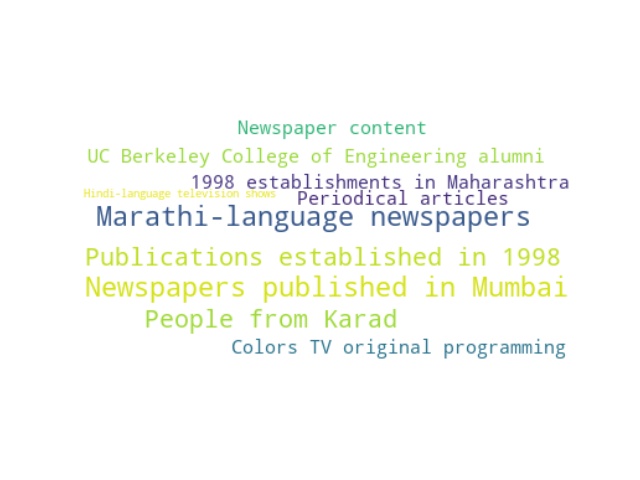 Newspaper content
UC Berkeley College of Engineering alumni
1998 establishments in Maharashtra
Hindi-language television shows
Periodical articles
Marathi-language newspapers
Publications established in 1998
Newspapers published in Mumbai
People from Karad
Colors TV original programming